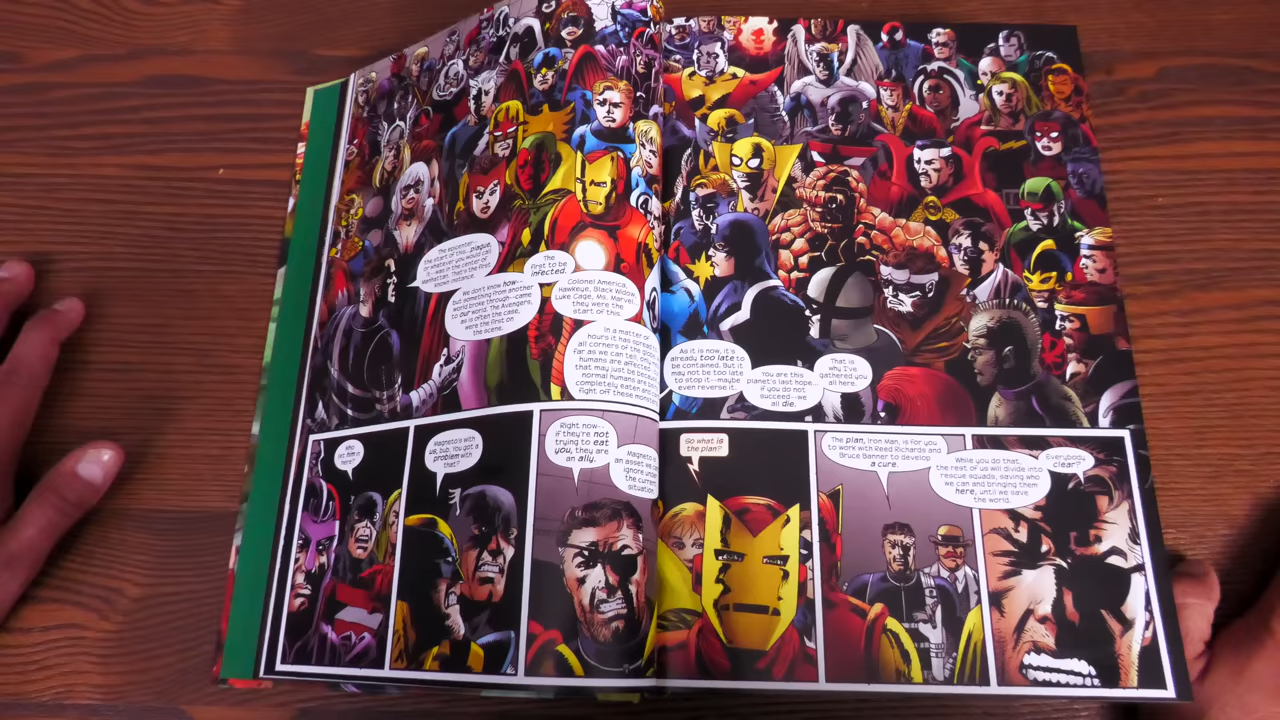 The epicenter--
the start of this--plague,
or whatever you would call
it--was in the center of
Manhattan. That's the first
known instance.
We don't know how--
but something from another
world broke through--came
to our world. The Avengers,
as is often the case,
were the first on
the scene.
The
first to be
infected.
Colonel America,
Hawkeye, Black Widow,
Luke Cage, Ms. Marvel,
they were the
start of this.
In a matter of
hours it has spread to
all corners of the
far as we can tell, only
humans are affected
that may just be because
normal humans are
completely eaten and
fight off these monsters
As it is now, it's
already too late to
be contained. But it
may not be too late
to stop it--maybe
even reverse it.
You are this
planet's last hope...
if you do not
succeed--we
all die.
That is
why I've
gathered you
all here.
Who
let him in
here?
Magneto's with
us, bub. You got a
problem with
that?
Right now--
if they're not
trying to eat
you, they are
an ally.
Magneto is
an asset we can't
ignore under
the current
situation.
So what is
the plan?
The plan, Iron Man, is for you
to work with Reed Richards and
Bruce Banner to develop
a cure.
While you do that,
the rest of us will divide into
rescue squads, saving who
we can and bringing them
here, until we save
the world.
Everybody
clear?